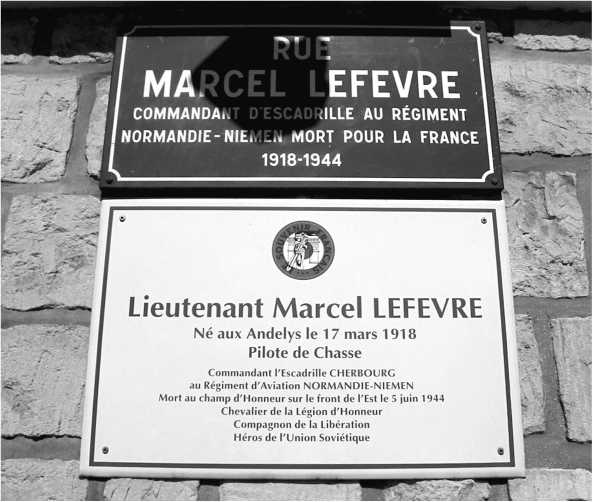 RUE
MARCEL LEFEVRE
COMMANDANT D'ESCADRILLE AU RÉGIMENT
NORMANDIE-NIEMEN MORT POUR LA FRANCE
1918-1944
SOUVENIR FRANÇAIS
Lieutenant Marcel LEFEVRE
Né aux Andelys le 17 mars 1918
Pilote de Chasse
Commandant l'Escadrille CHERBOURG
au Régiment d'Aviation NORMANDIE-NIEMEN
Mort au champ d'Honneur sur le front de l'Est le 5 juin 1944
Chevalier de la Légion d'Honneur
Compagnon de la Libération
Héros de l'Union Soviétique